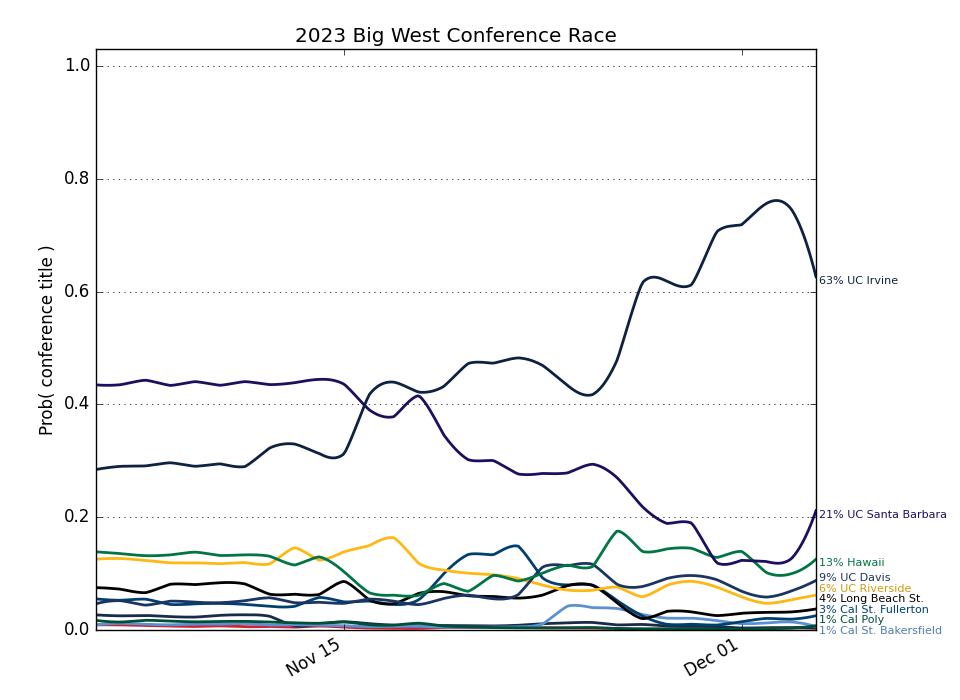 2023 Big West Conference Race
Prob( conference title )
1.0
0.8
0.6
0.4
0.2
0.0
Nov 15
Dec 01
63% UC Irvine
21% UC Santa Barbara
13% Hawaii
9% UC Davis
6% UC Riverside
4% Long Beach St.
3% Cal St. Fullerton
1% Cal Poly
1% Cal St. Bakersfield